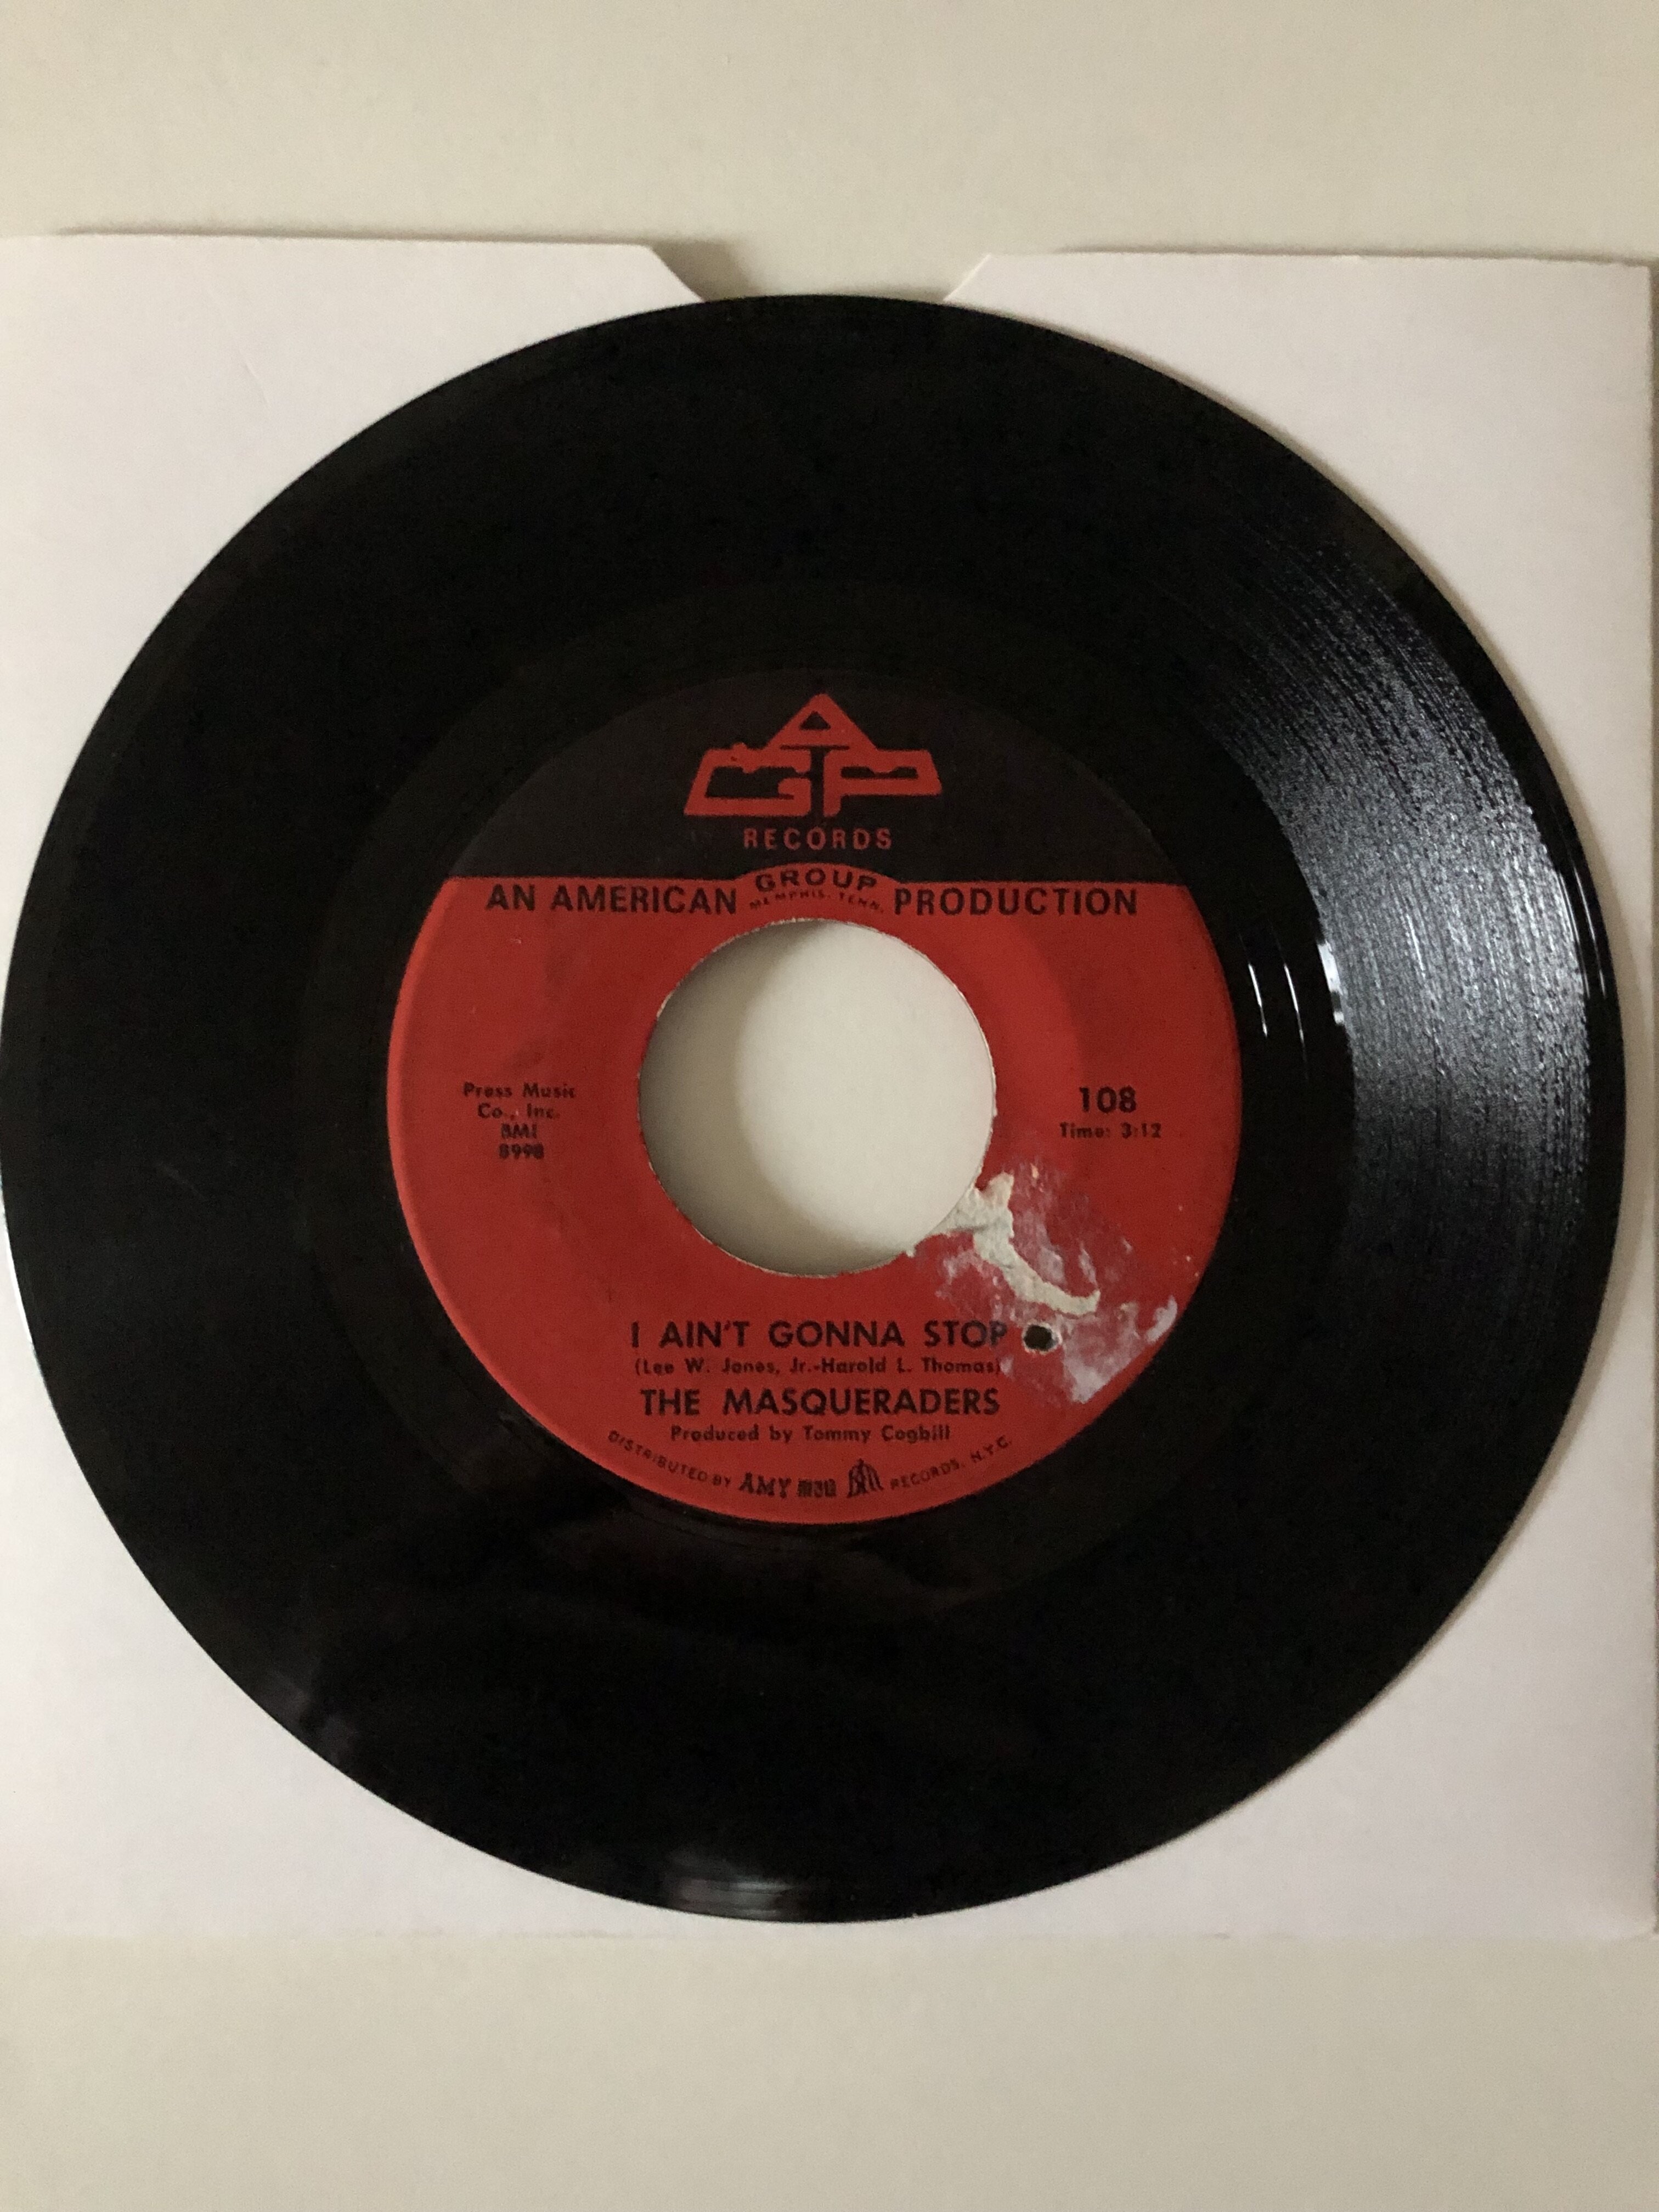 AGP
RECORDS
AN AMERICAN GROUP PRODUCTION
MEMPHIS, TENN.
Press Music
Co., Inc.
BMI
8998
108
Time: 3:12
I AIN'T GONNA STOP
(Lee W. Jones, Jr.-Harold L. Thomas)
THE MASQUERADERS
Produced by Tommy Cogbill
DISTRIBUTED BY AMY mala Bell RECORDS, N.Y.C.